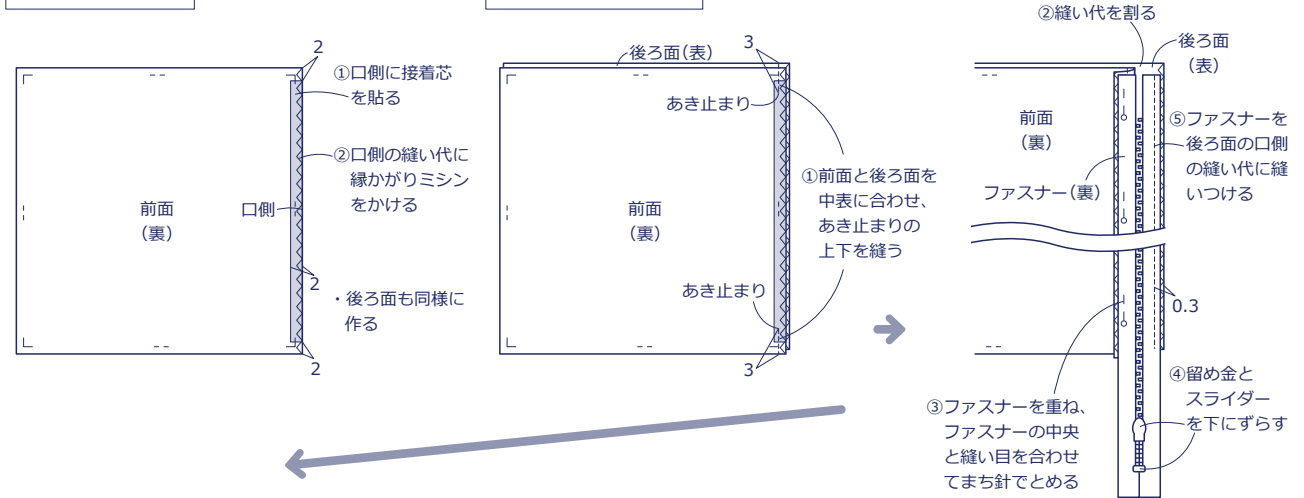 2
①口側に接着芯
を貼る
②口側の縫い代に
縁かがりミシン
をかける
前面
(裏)
口側
2
・後ろ面も同様に
作る
2
後ろ面(表)
3
あき止まり
①前面と後ろ面を
中表に合わせ、
あき止まりの
上下を縫う
前面
(裏)
あき止まり
3
②縫い代を割る
後ろ面
(表)
前面
(裏)
⑤ファスナーを
後ろ面の口側
の縫い代に縫
いつける
ファスナー(裏)
0.3
③ファスナーを重ね、
ファスナーの中央
と縫い目を合わせ
てまち針でとめる
④留め金と
スライダー
を下にずらす